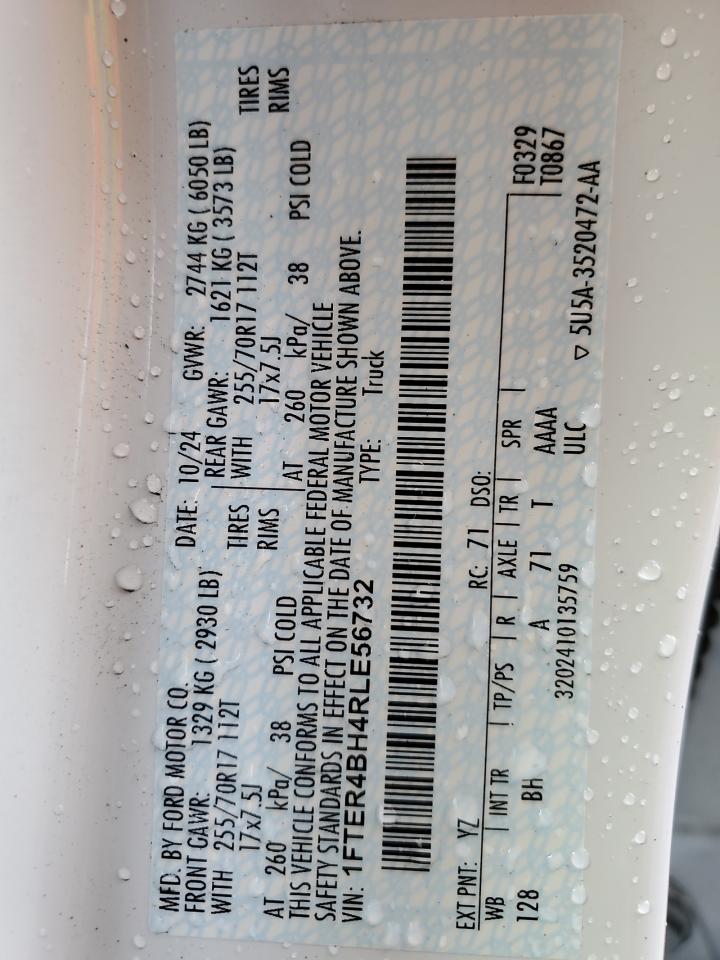 MFD. BY FORD MOTOR CO. DATE: 10/24 GVWR: 2744 KG ( 6050 LB)
FRONT GAWR: 1329 KG ( 2930 LB) REAR GAWR: 1621 KG ( 3573 LB)
WITH 255/70R17 112T TIRES WITH 255/70R17 112T TIRES
17x7.5J RIMS 17x7.5J RIMS
AT 260 kPa/ 38 PSI COLD AT 260 kPa/ 38 PSI COLD
THIS VEHICLE CONFORMS TO ALL APPLICABLE FEDERAL MOTOR VEHICLE
SAFETY STANDARDS IN EFFECT ON THE DATE OF MANUFACTURE SHOWN ABOVE.
VIN: 1FTER4BH4RLE56732 TYPE: Truck
EXT PNT: YZ RC: 71 DSO: F0329
WB INT TR TP/PS R AXLE TR SPR T0867
128 BH A 71 T AAAA
3202410135759 ULC ▽ 5U5A-3520472-AA